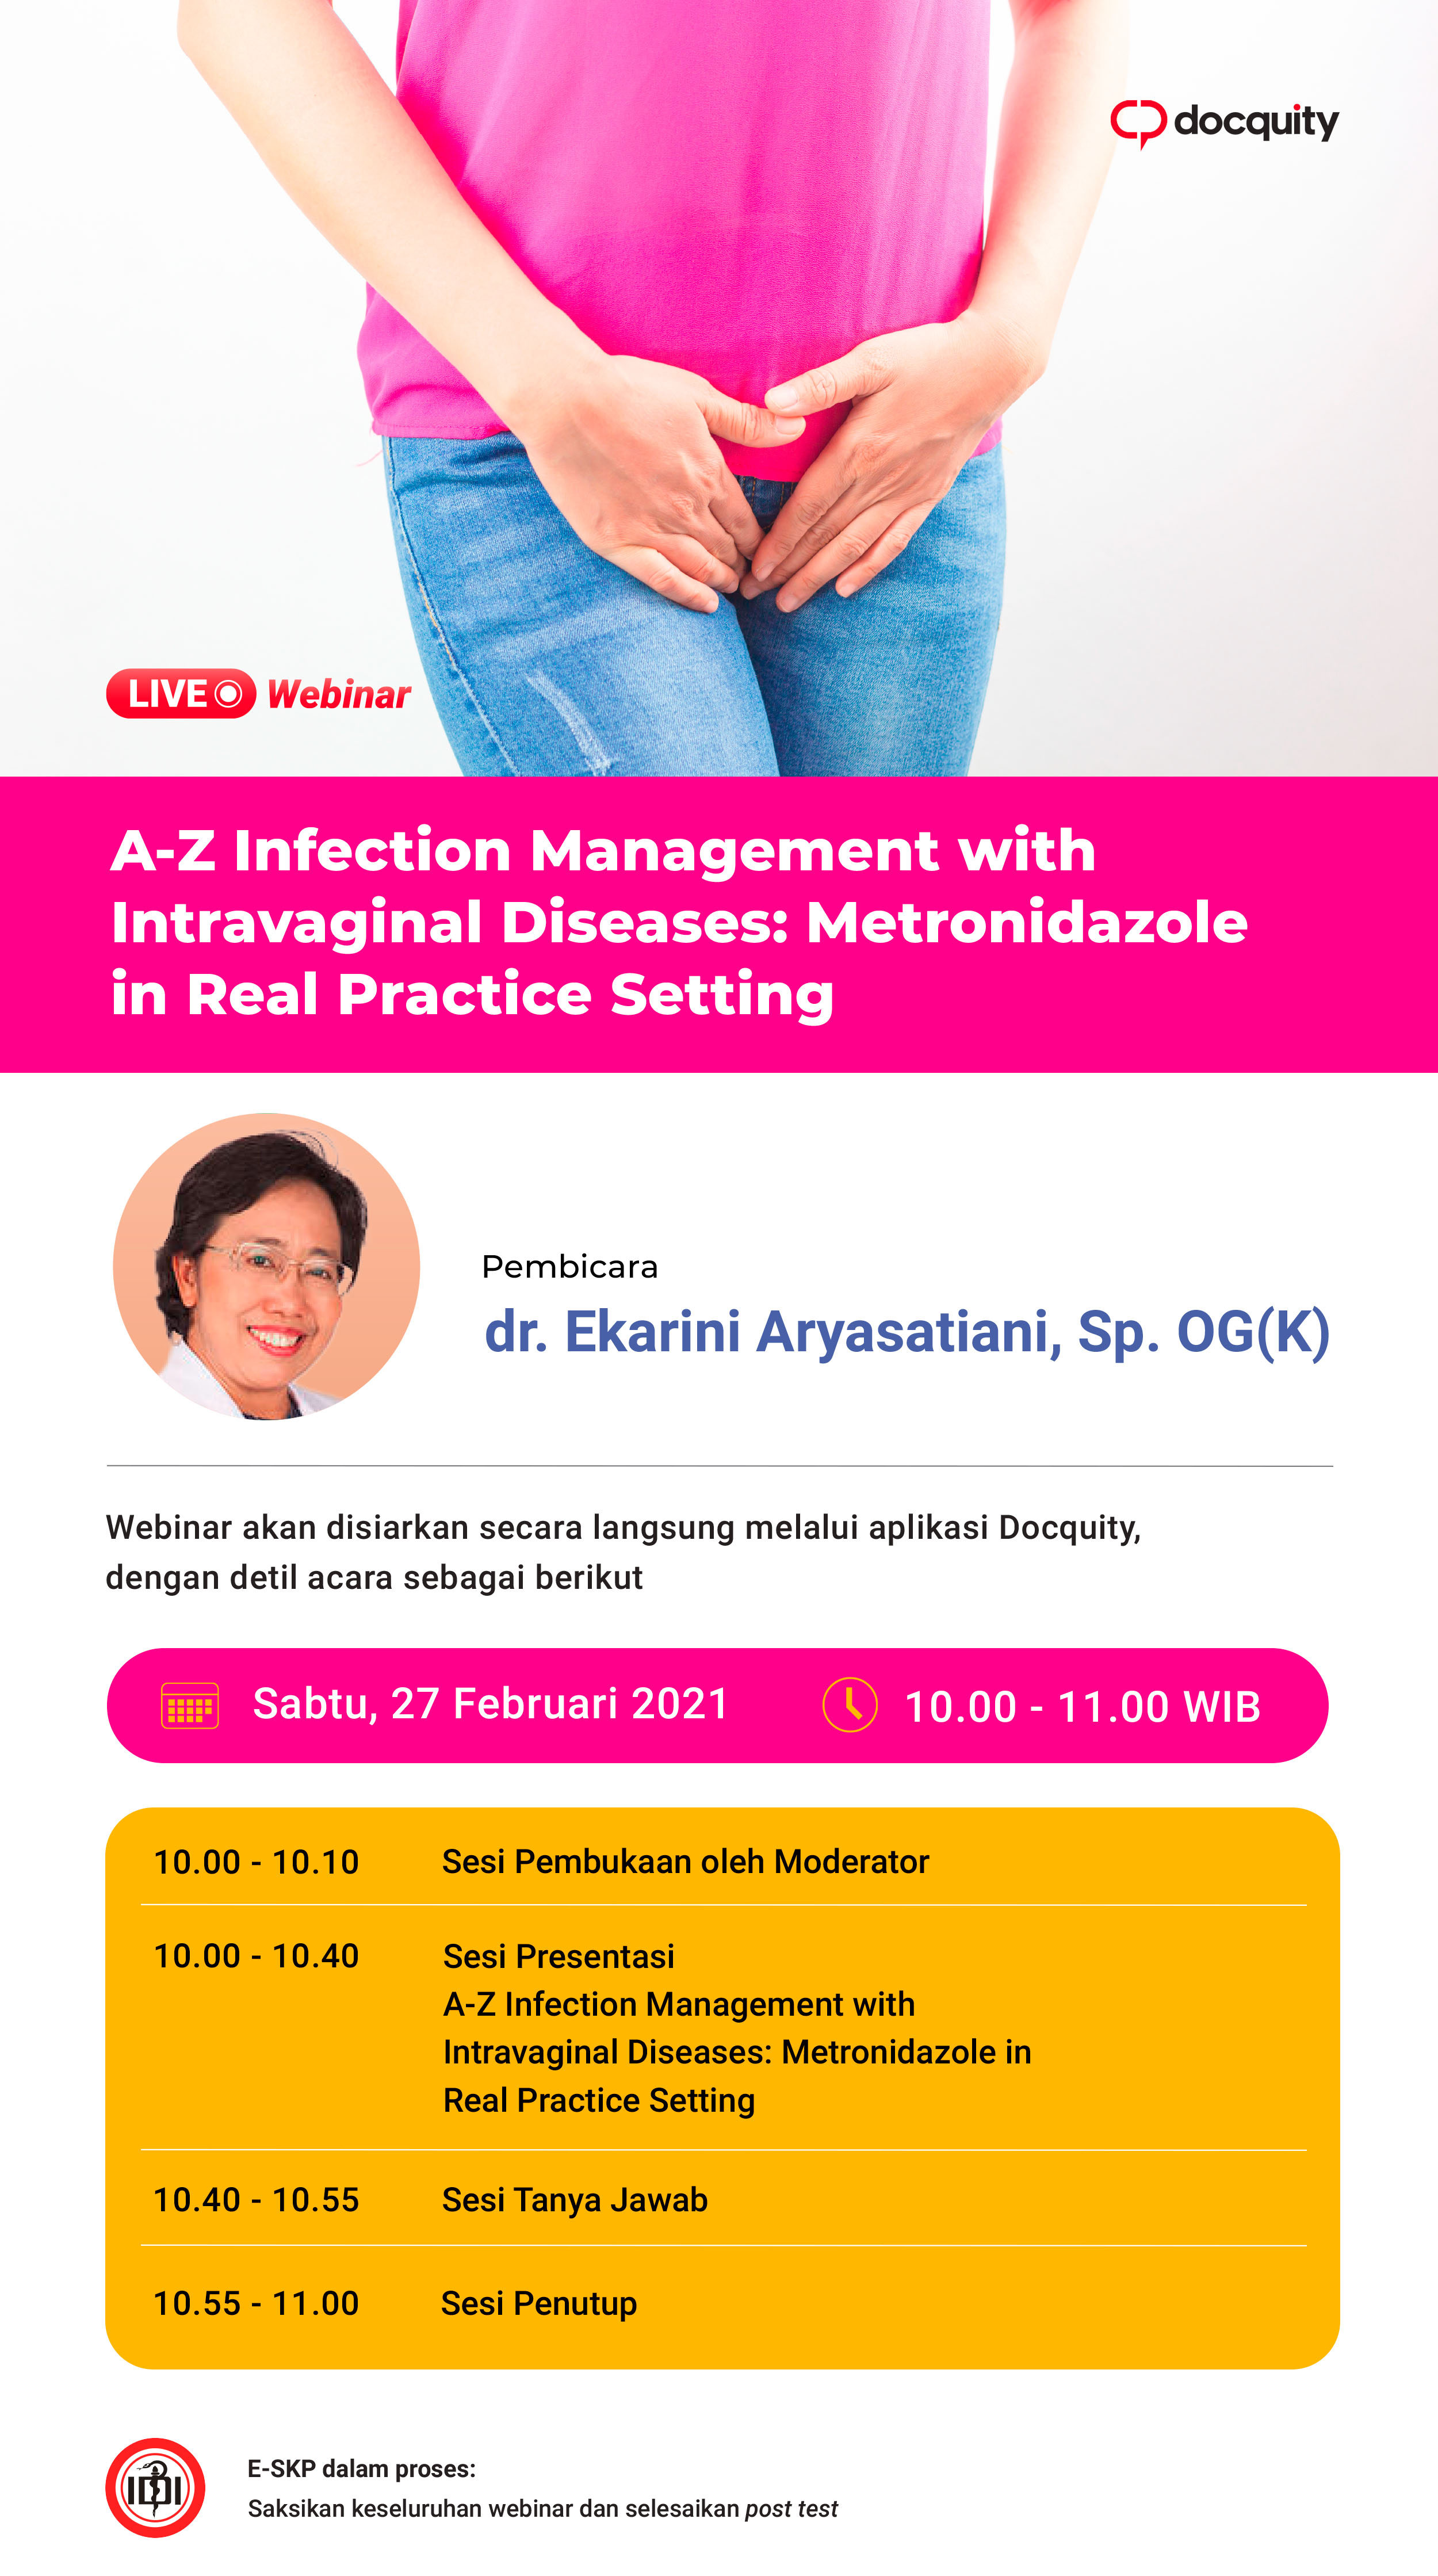 docquity
LIVE Webinar
A-Z Infection Management with
Intravaginal Diseases: Metronidazole
in Real Practice Setting
Pembicara
dr. Ekarini Aryasatiani, Sp. OG(K)
Webinar akan disiarkan secara langsung melalui aplikasi Docquity,
dengan detil acara sebagai berikut
Sabtu, 27 Februari 2021
10.00 - 11.00 WIB
10.00 - 10.10 Sesi Pembukaan oleh Moderator
10.00 - 10.40 Sesi Presentasi
A-Z Infection Management with
Intravaginal Diseases: Metronidazole in
Real Practice Setting
10.40 - 10.55 Sesi Tanya Jawab
10.55 - 11.00 Sesi Penutup
IDI
E-SKP dalam proses:
Saksikan keseluruhan webinar dan selesaikan post test